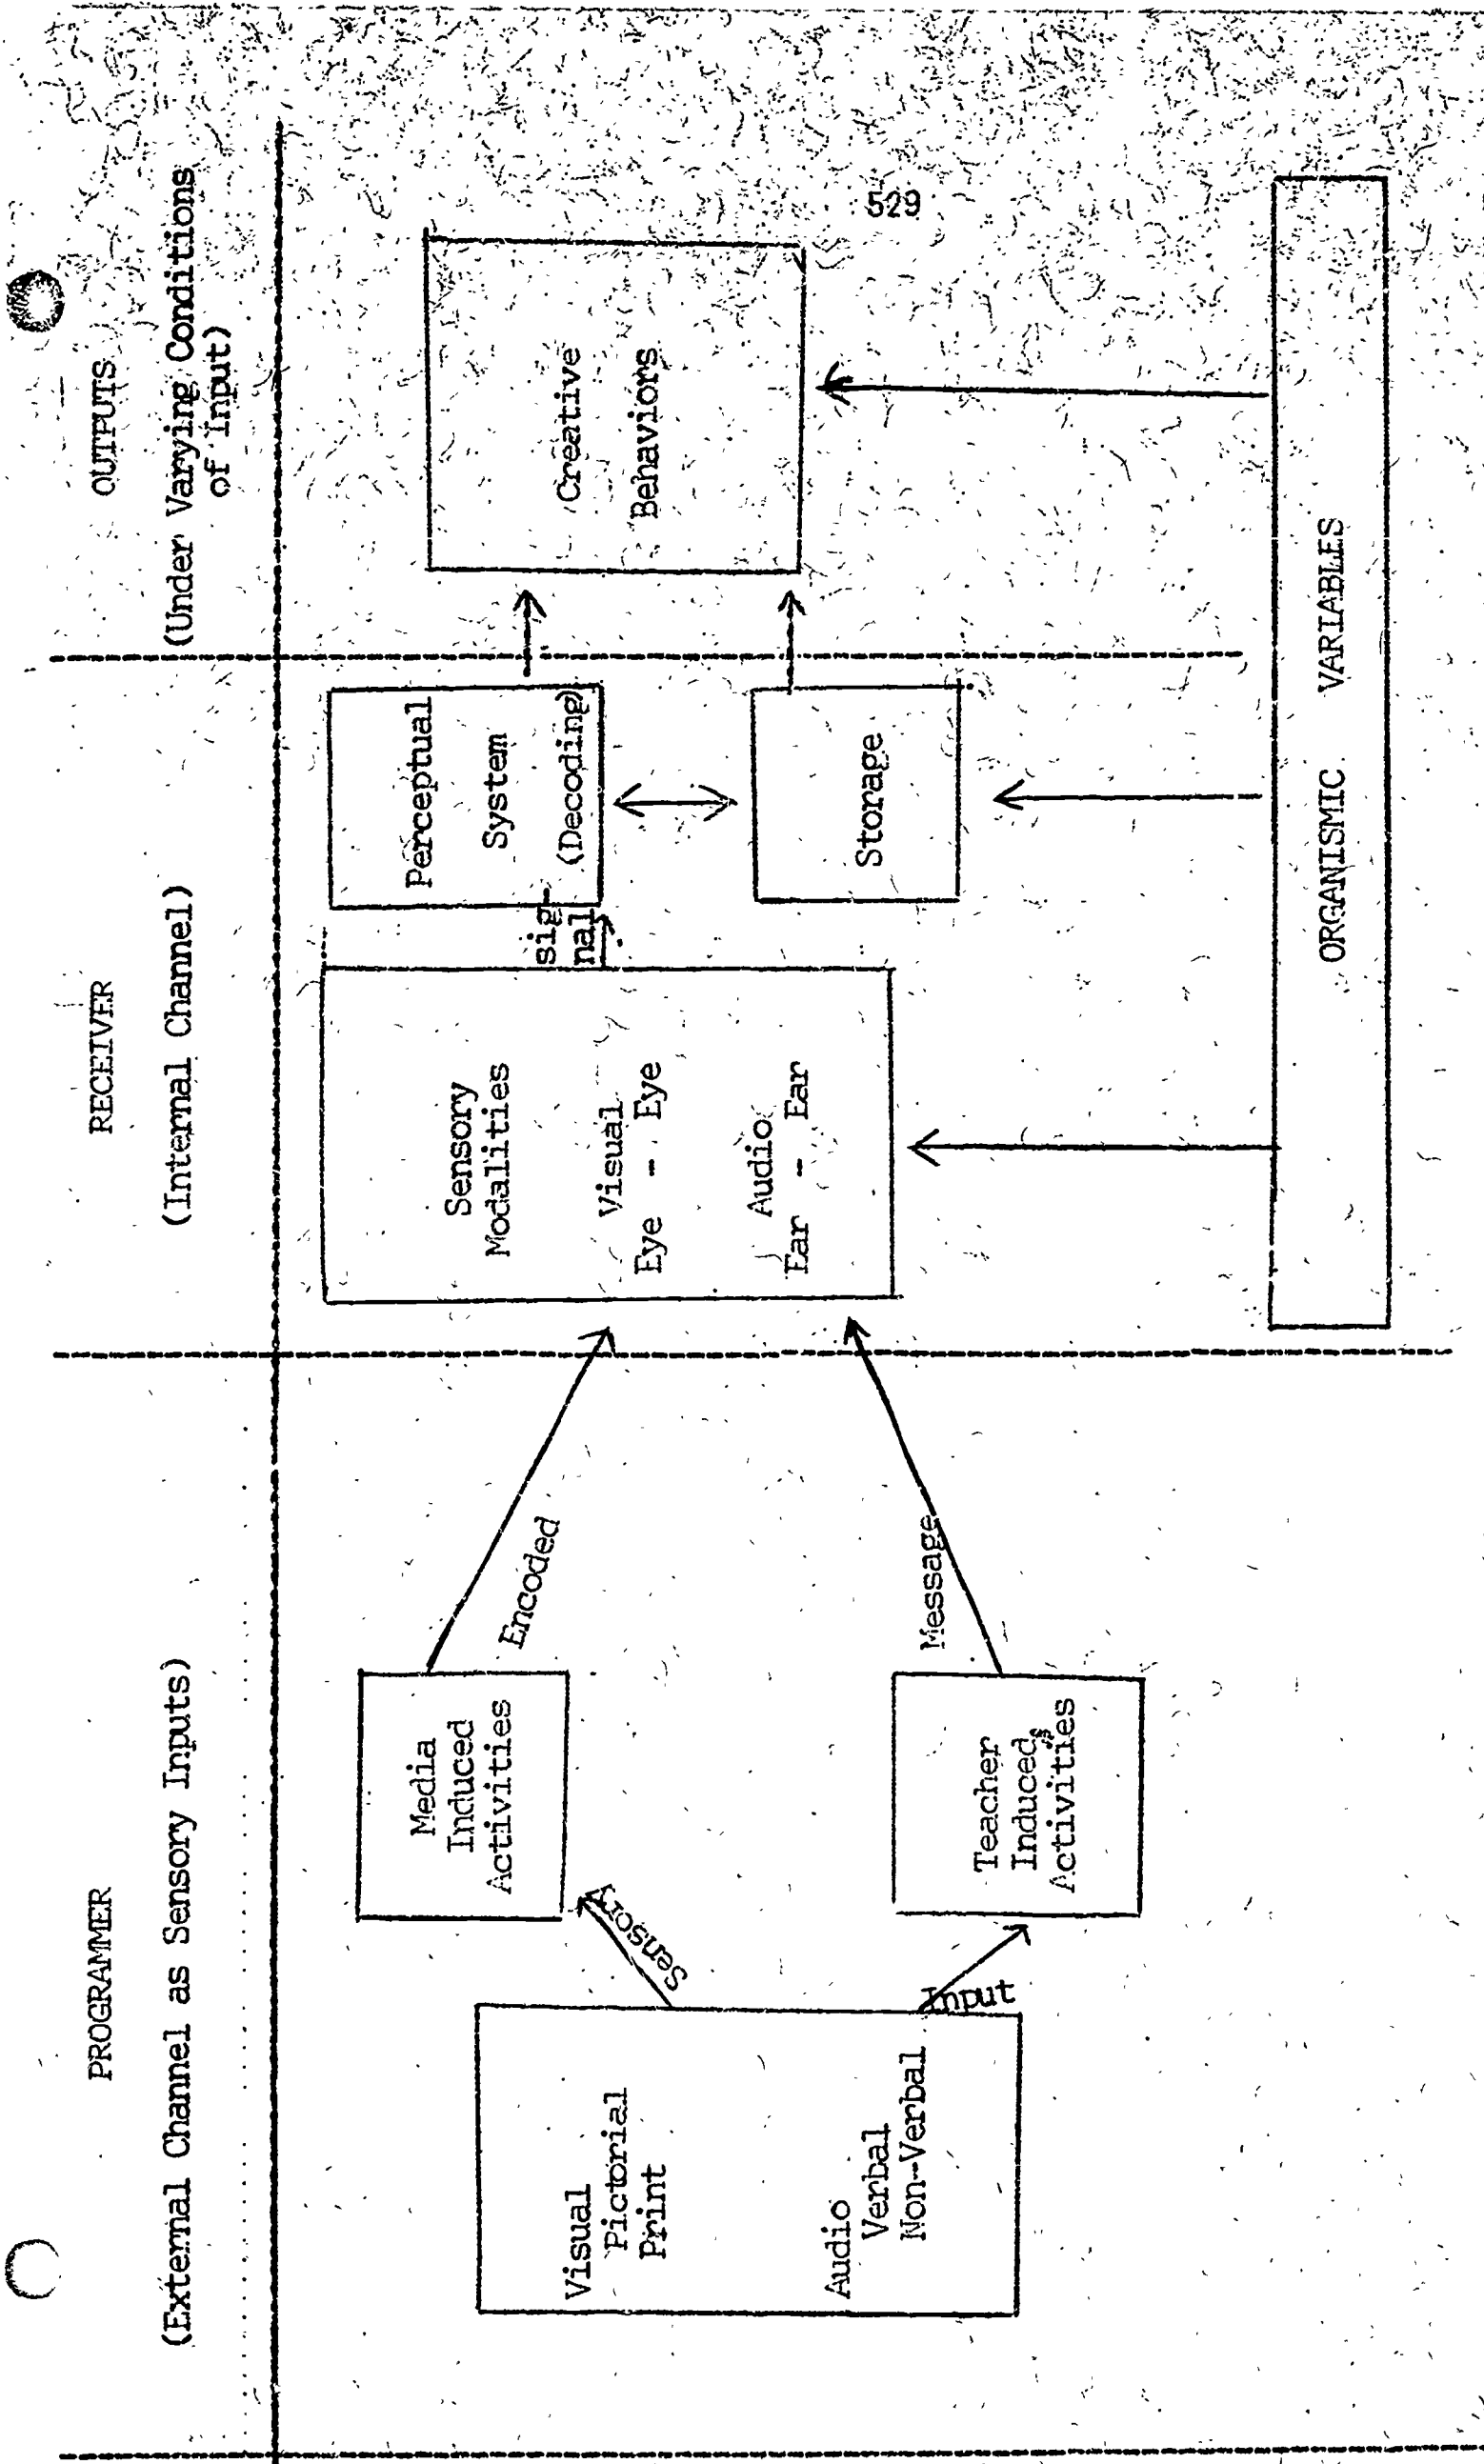 PROGRAMMER
(External Channel as Sensory Inputs)
RECEIVER
(Internal Channel)
OUTPUTS
(Under Varying Conditions
of Input)
Visual
Pictorial
Print
Audio
Verbal
Non-Verbal
Sensory
Input
Media
Induced
Activities
Teacher
Induced
Activities
Encoded
Message
Sensory
Modalities
Visual
Eye - Eye
Audio
Ear - Ear
sig-
nal
Perceptual
System
(Decoding)
Storage
Creative
Behaviors
ORGANISMIC VARIABLES
529